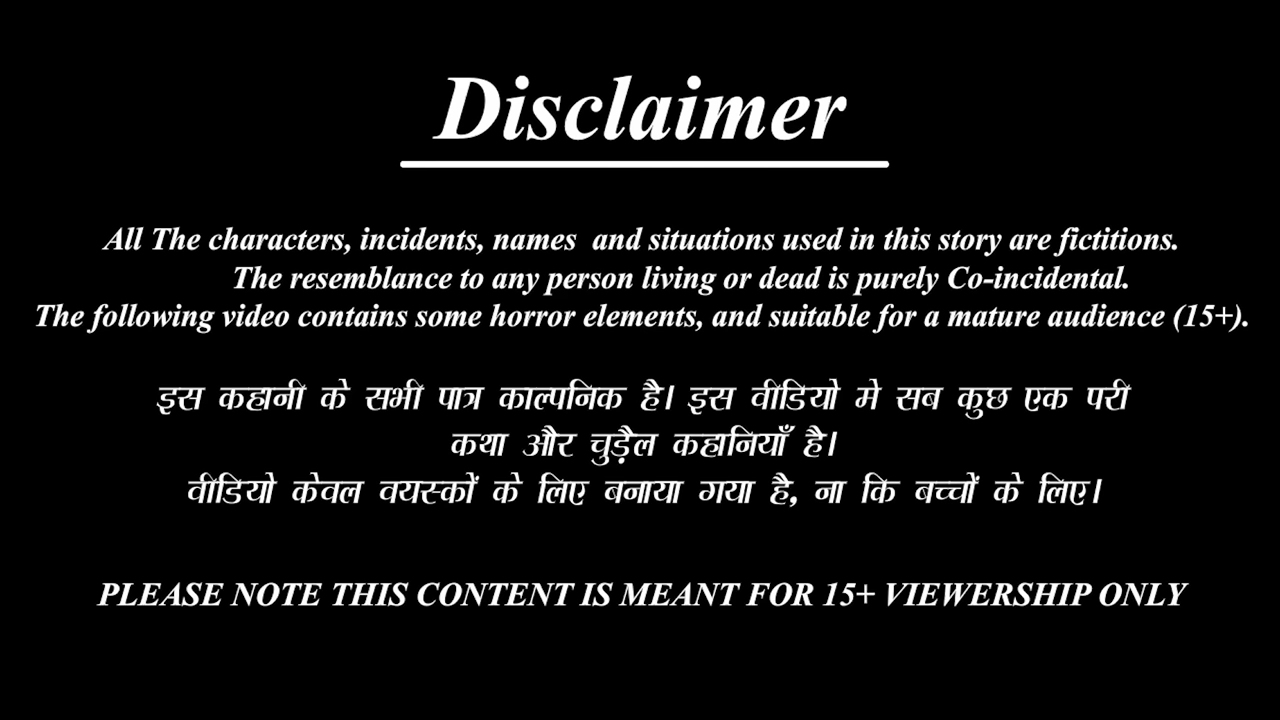 Disclaimer
All The characters, incidents, names and situations used in this story are fictitions.
The resemblance to any person living or dead is purely Co-incidental.
The following video contains some horror elements, and suitable for a mature audience (15+).
इस कहानी के सभी पात्र काल्पनिक है। इस वीडियो मे सब कुछ एक परी
कथा और चुड़ैल कहानियाँ है।
वीडियो केवल वयस्कों के लिए बनाया गया है, ना कि बच्चों के लिए।
PLEASE NOTE THIS CONTENT IS MEANT FOR 15+ VIEWERSHIP ONLY